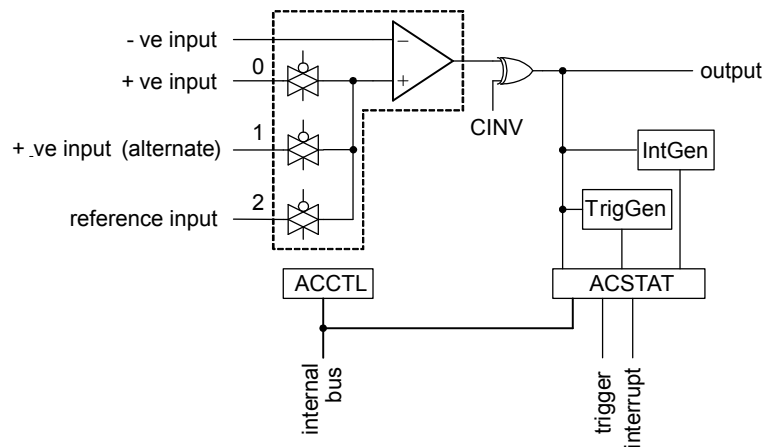 - ve input
+ ve input
0
+ -ve input (alternate)
1
reference input
2
−
+
CINV
output
IntGen
TrigGen
ACCTL
ACSTAT
internal
bus
trigger
interrupt